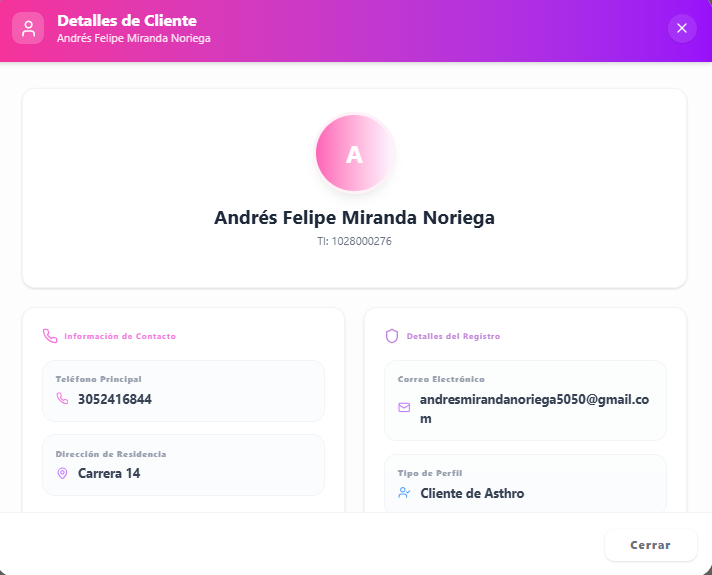 Detalles de Cliente
Andrés Felipe Miranda Noriega
A
Andrés Felipe Miranda Noriega
TI: 1028000276
Información de Contacto
Teléfono Principal
3052416844
Dirección de Residencia
Carrera 14
Detalles del Registro
Correo Electrónico
andresmirandanoriega5050@gmail.co
m
Tipo de Perfil
Cliente de Asthro
Cerrar